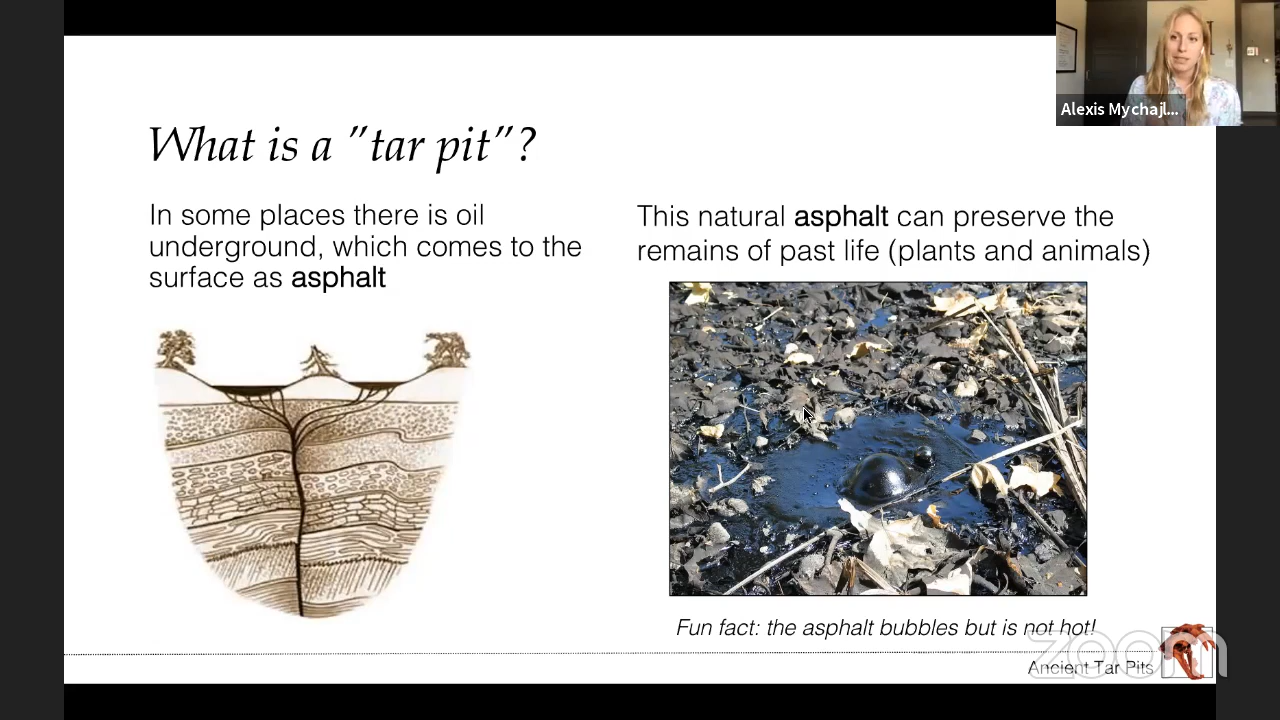 Alexis Mychajl...
What is a "tar pit"?
In some places there is oil
underground, which comes to the
surface as asphalt
This natural asphalt can preserve the
remains of past life (plants and animals)
Fun fact: the asphalt bubbles but is not hot!
zoom
Ancient Tar Pits